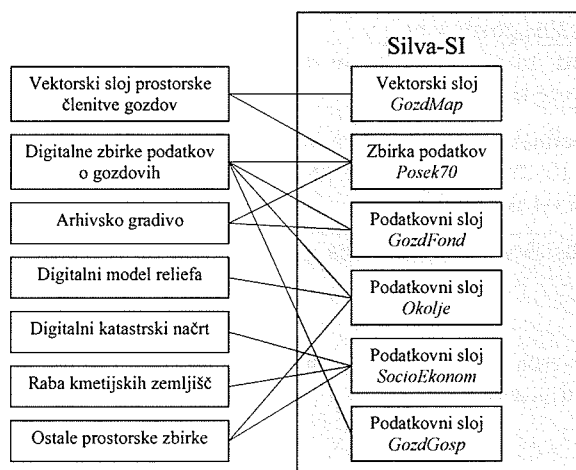 Silva-SI
Vektorski sloj prostorske
členitve gozdov
Digitalne zbirke podatkov
o gozdovih
Arhivsko gradivo
Digitalni model reliefa
Digitalni katastrski načrt
Raba kmetijskih zemljišč
Ostale prostorske zbirke
Vektorski sloj
GozdMap
Zbirka podatkov
Posek70
Podatkovni sloj
GozdFond
Podatkovni sloj
Okolje
Podatkovni sloj
SocioEkonom
Podatkovni sloj
GozdGosp